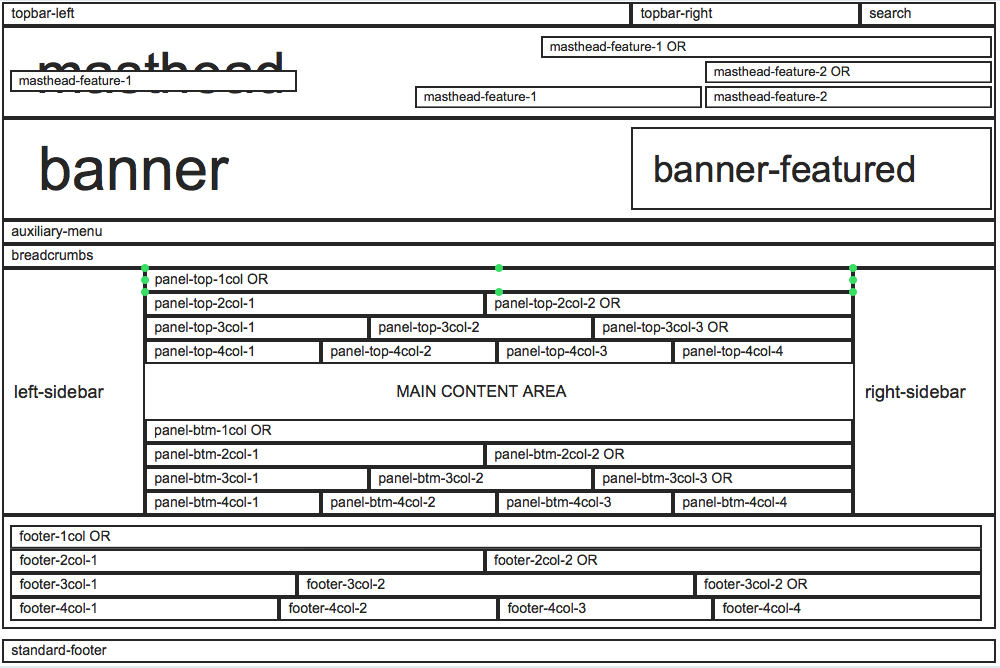 topbar-left topbar-right search
masthead-feature-1 OR
masthead
masthead-feature-2 OR
masthead-feature-1
masthead-feature-1 masthead-feature-2
banner banner-featured
auxiliary-menu
breadcrumbs
panel-top-1col OR
panel-top-2col-1 panel-top-2col-2 OR
panel-top-3col-1 panel-top-3col-2 panel-top-3col-3 OR
panel-top-4col-1 panel-top-4col-2 panel-top-4col-3 panel-top-4col-4
left-sidebar MAIN CONTENT AREA right-sidebar
panel-btm-1col OR
panel-btm-2col-1 panel-btm-2col-2 OR
panel-btm-3col-1 panel-btm-3col-2 panel-btm-3col-3 OR
panel-btm-4col-1 panel-btm-4col-2 panel-btm-4col-3 panel-btm-4col-4
footer-1col OR
footer-2col-1 footer-2col-2 OR
footer-3col-1 footer-3col-2 footer-3col-2 OR
footer-4col-1 footer-4col-2 footer-4col-3 footer-4col-4
standard-footer